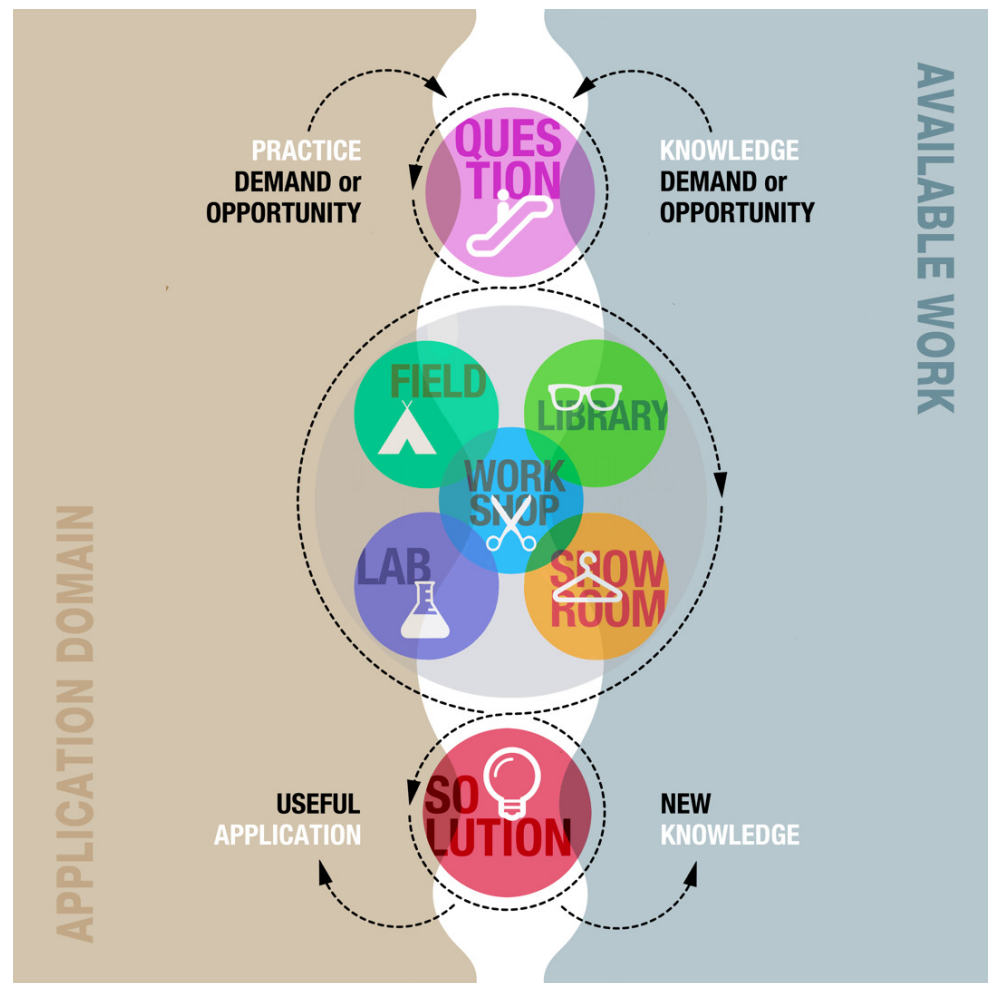 AVAILABLE WORK
QUES
TION
PRACTICE
DEMAND or
OPPORTUNITY
KNOWLEDGE
DEMAND or
OPPORTUNITY
FIELD
LIBRARY
WORK
SHOP
LAB
SHOW
ROOM
APPLICATION DOMAIN
SO
LUTION
USEFUL
APPLICATION
NEW
KNOWLEDGE